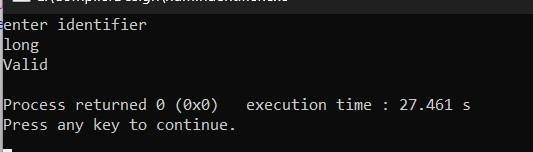 enter identifier
long
Valid
Process returned 0 (0x0)   execution time : 27.461 s
Press any key to continue.